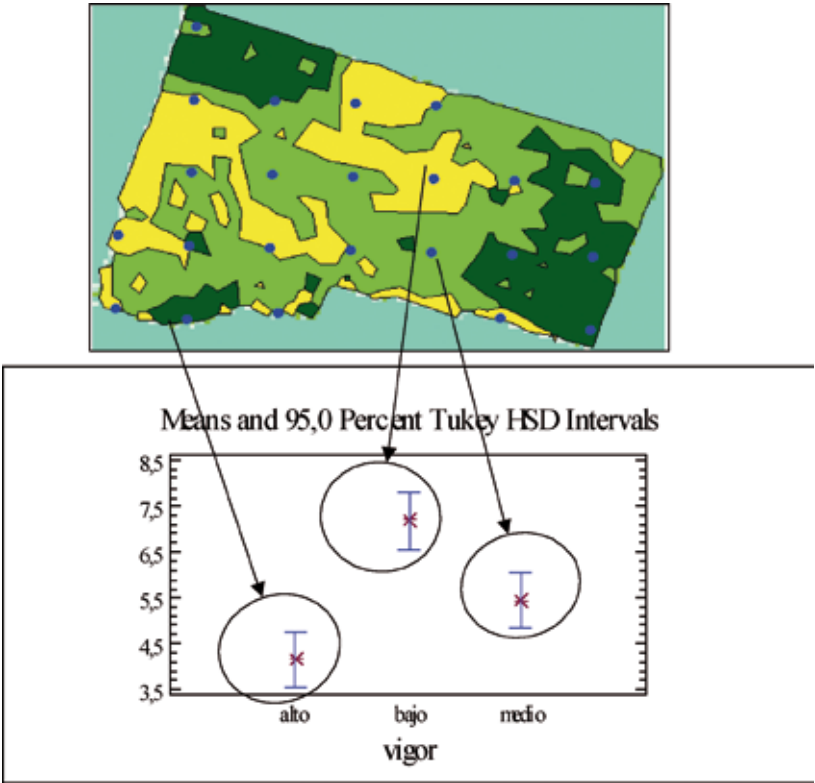 Means and 95,0 Percent Tukey HSD Intervals
8,5
7,5
6,5
5,5
4,5
3,5
alto bajo medio
vigor